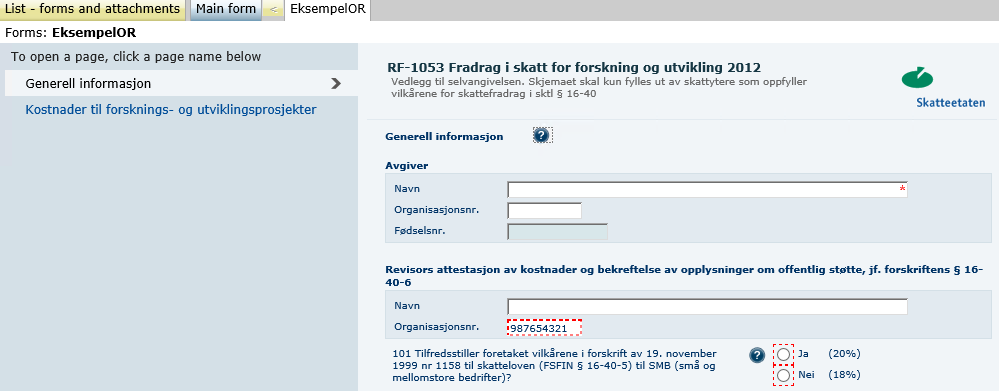 List - forms and attachments Main form < EksempelOR
Forms: EksempelOR
To open a page, click a page name below
Generell informasjon
Kostnader til forsknings- og utviklingsprosjekter
RF-1053 Fradrag i skatt for forskning og utvikling 2012
Vedlegg til selvangivelsen. Skjemaet skal kun fylles ut av skattytere som oppfyller
vilkårene for skattefradrag i sktl § 16-40
Skatteetaten
Generell informasjon ?
Avgiver
Navn *
Organisasjonsnr.
Fødselsnr.
Revisors attestasjon av kostnader og bekreftelse av opplysninger om offentlig støtte, jf. forskriftens § 16-
40-6
Navn
Organisasjonsnr. 987654321
101 Tilfredsstiller foretaket vilkårene i forskrift av 19. november ? Ja (20%)
1999 nr 1158 til skatteloven (FSFIN § 16-40-5) til SMB (små og
mellomstore bedrifter)? Nei (18%)